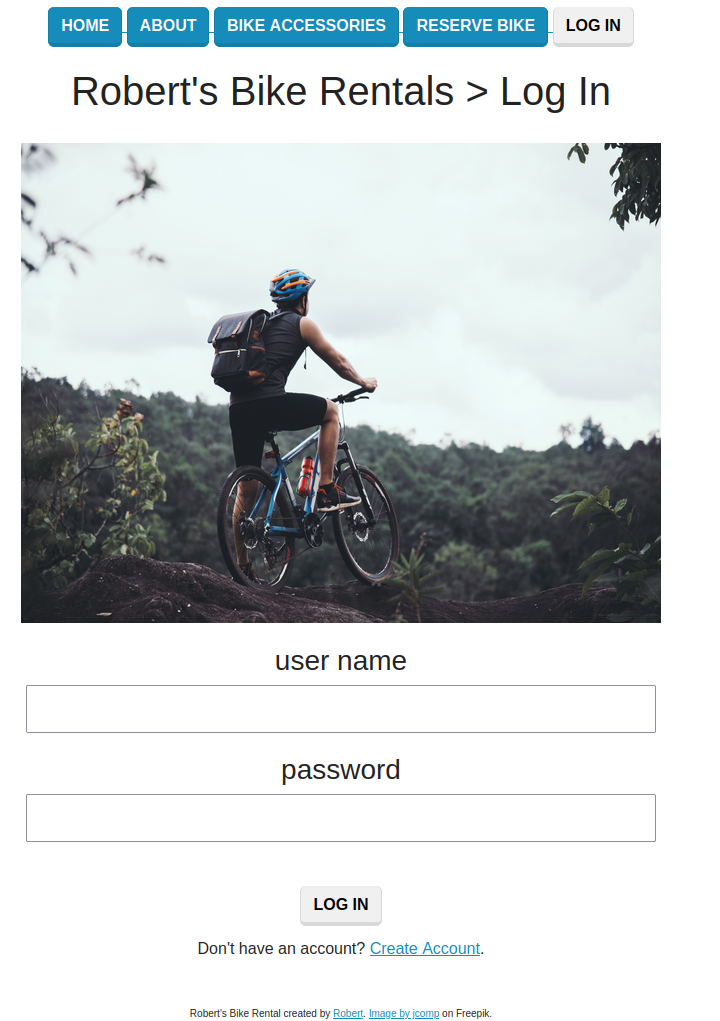 HOME ABOUT BIKE ACCESSORIES RESERVE BIKE LOG IN
Robert's Bike Rentals > Log In
user name
password
LOG IN
Don't have an account? Create Account.
Robert's Bike Rental created by Robert. Image by jcomp on Freepik.